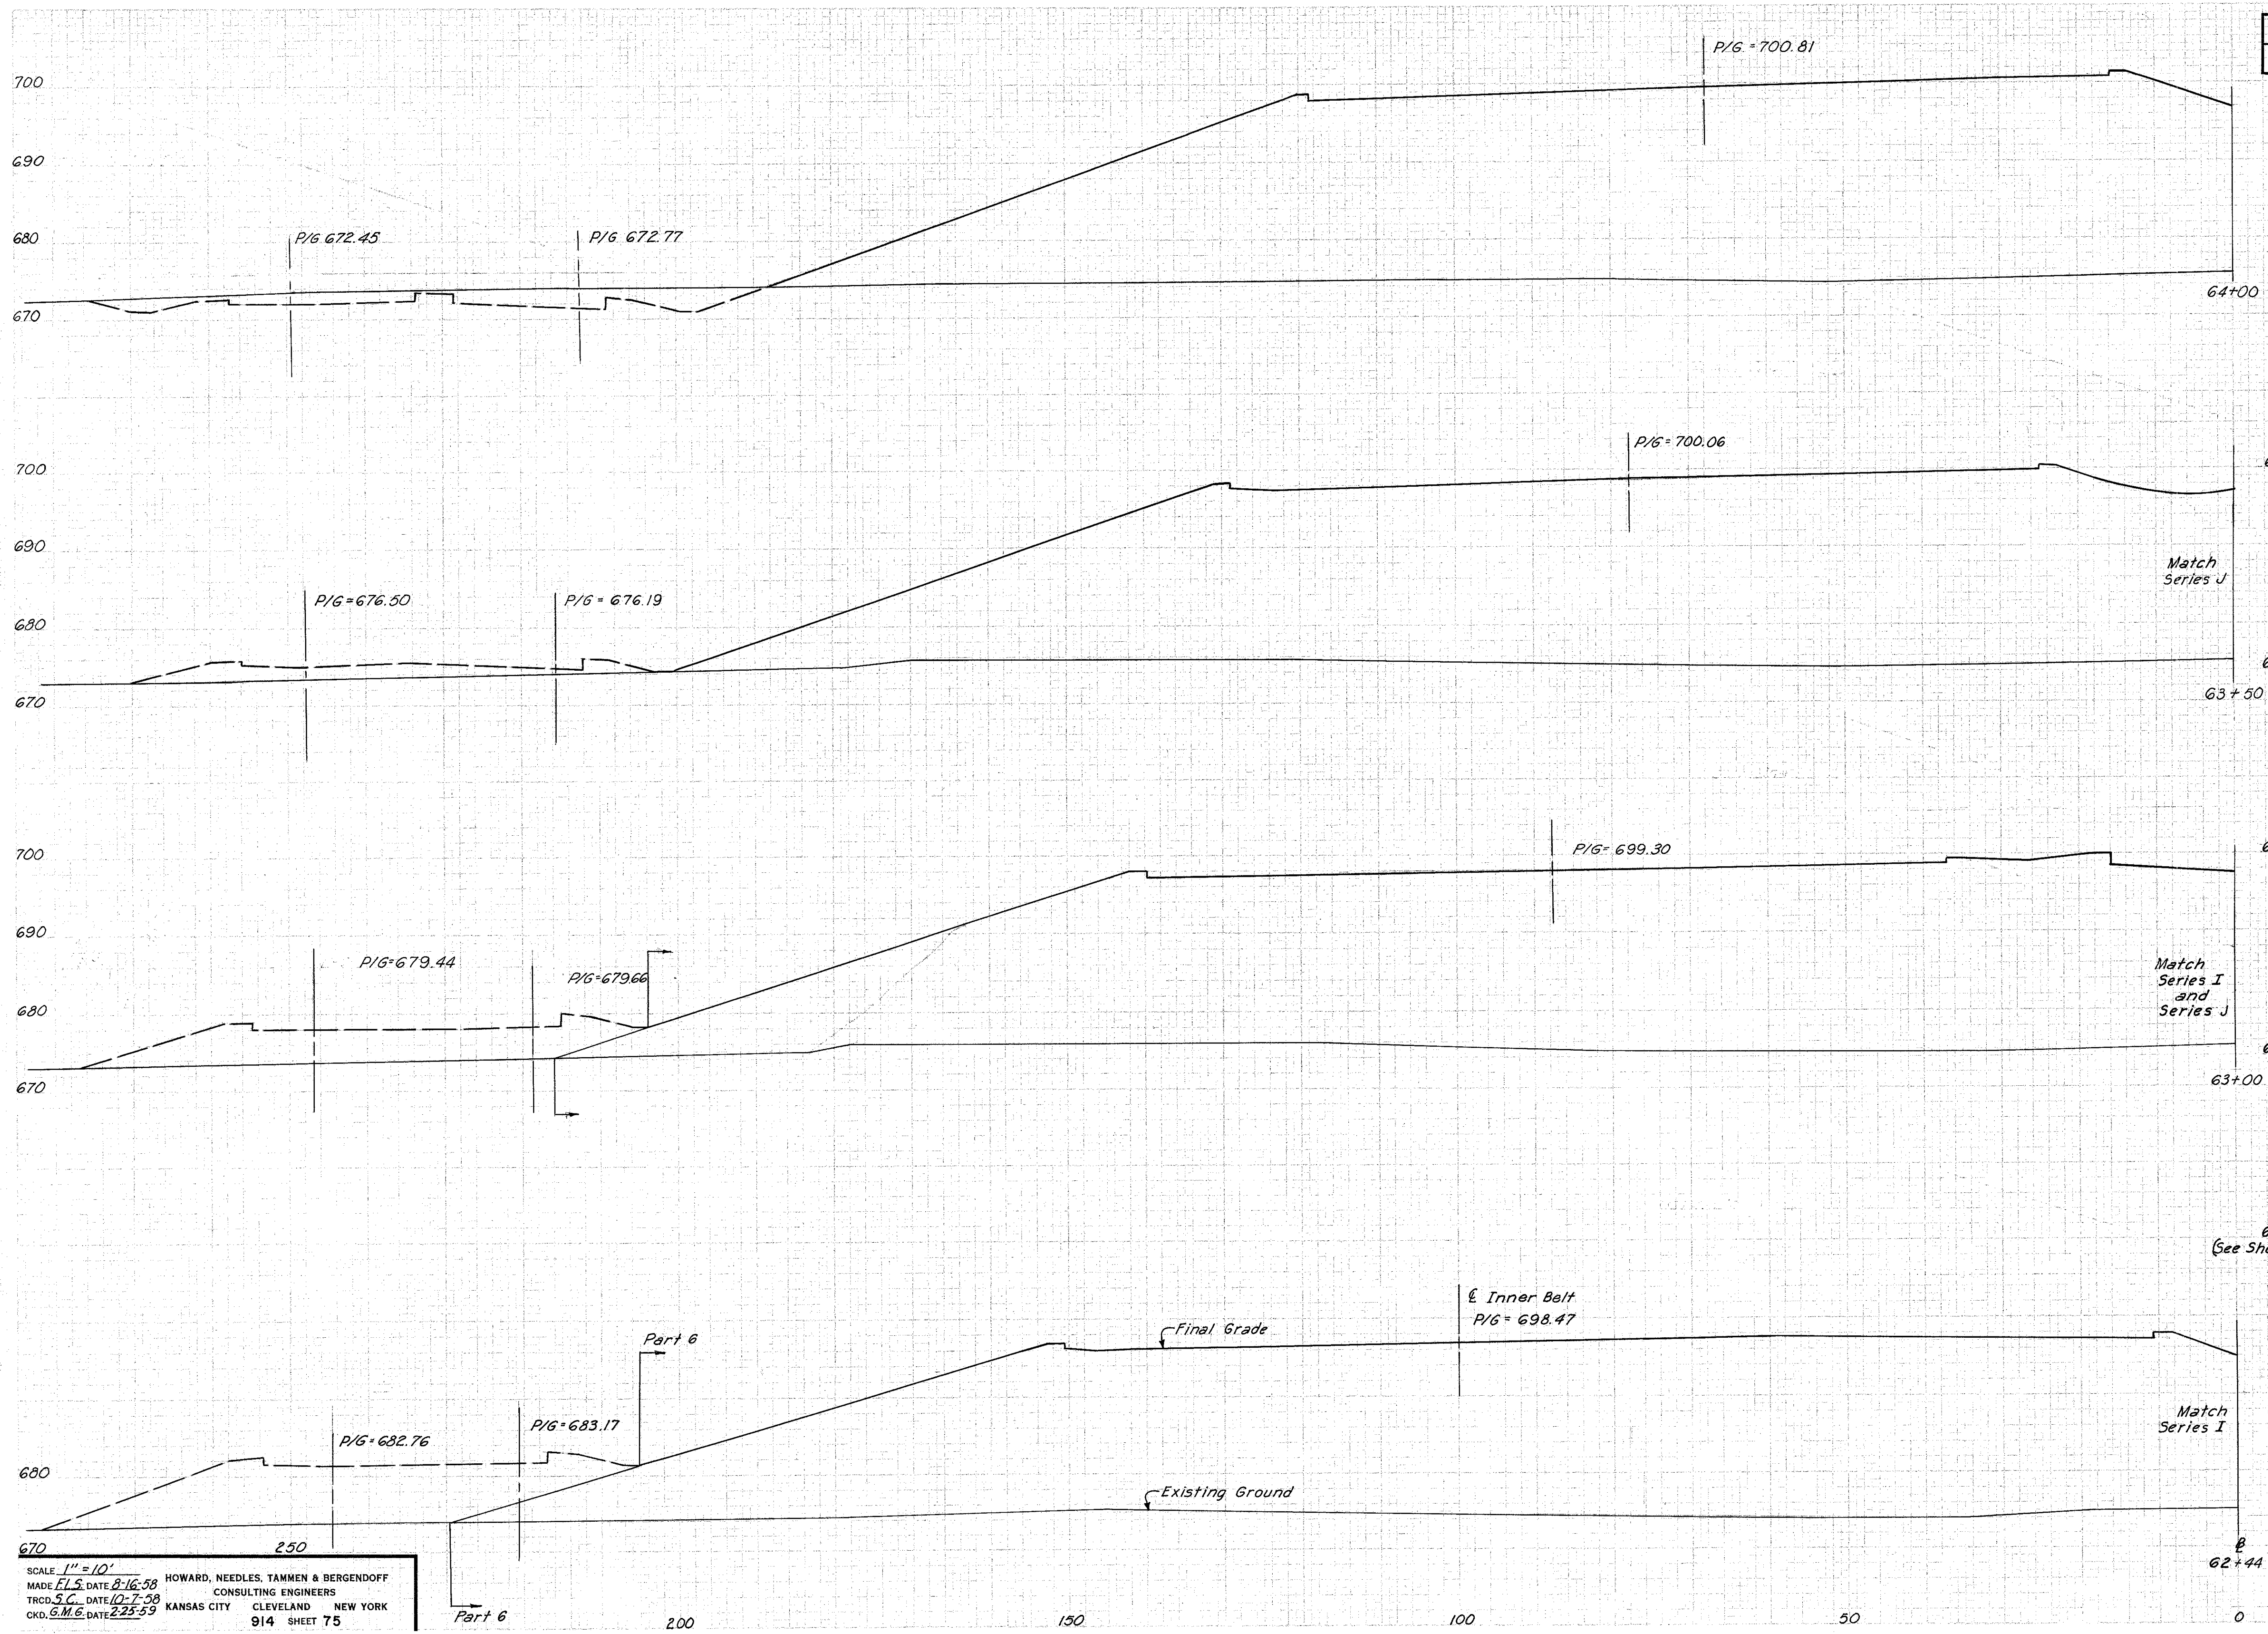 P/G = 700.81
700
690
680
P/G 672.45
P/G 672.77
670
64+00
P/G = 700.06
700
690
Match
Series J
P/G = 676.50
P/G = 676.19
680
670
63+50
700
P/G = 699.30
690
P/G = 679.44
P/G = 679.66
Match
Series I
and
Series J
680
670
63+00
(See Sh
℄ Inner Belt
P/G = 698.47
Final Grade
Part 6
P/G = 683.17
P/G = 682.76
Match
Series I
680
Existing Ground
670
250
62+44
SCALE 1" = 10'
MADE F.L.S. DATE 8-16-58
TRCD. S.C. DATE 10-7-58
CKD. G.M.G. DATE 2-25-59
HOWARD, NEEDLES, TAMMEN & BERGENDOFF
CONSULTING ENGINEERS
KANSAS CITY CLEVELAND NEW YORK
914 SHEET 75
Part 6
200
150
100
50
0